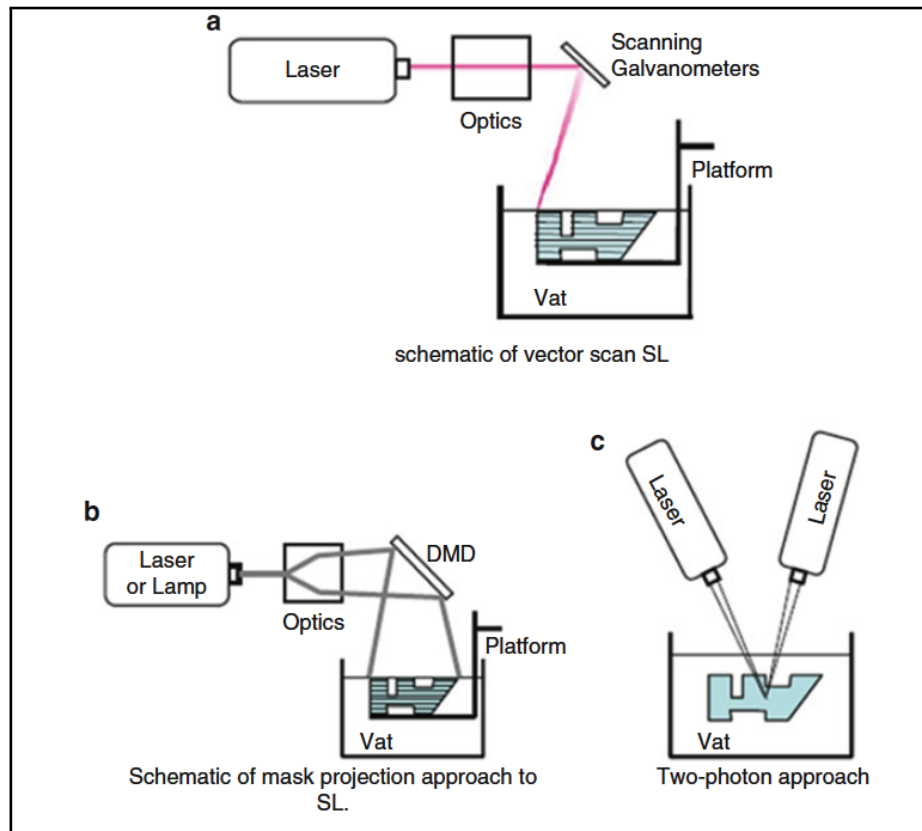 a
Laser
Optics
Scanning
Galvanometers
Platform
Vat
schematic of vector scan SL
b
Laser
or Lamp
Optics
DMD
Platform
Vat
Schematic of mask projection approach to
SL.
c
Laser
Laser
Vat
Two-photon approach